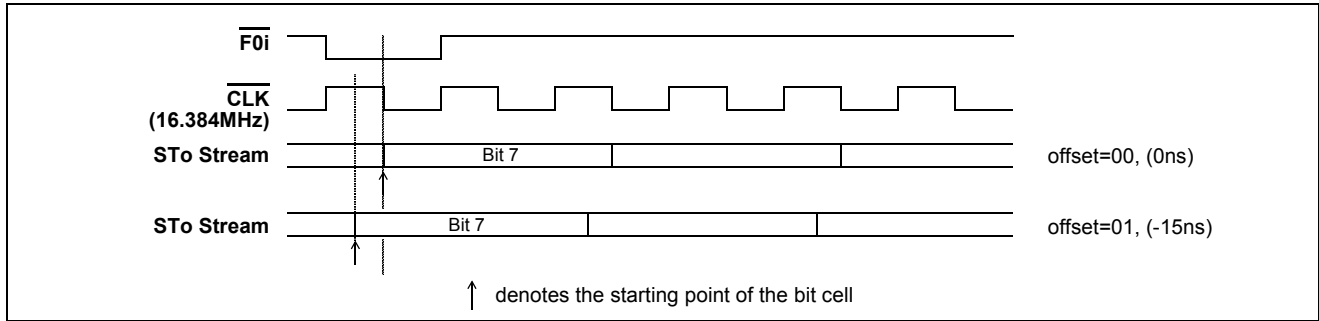 F0i
CLK
(16.384MHz)
STo Stream Bit 7 offset=00, (0ns)
STo Stream Bit 7 offset=01, (-15ns)
↑ denotes the starting point of the bit cell